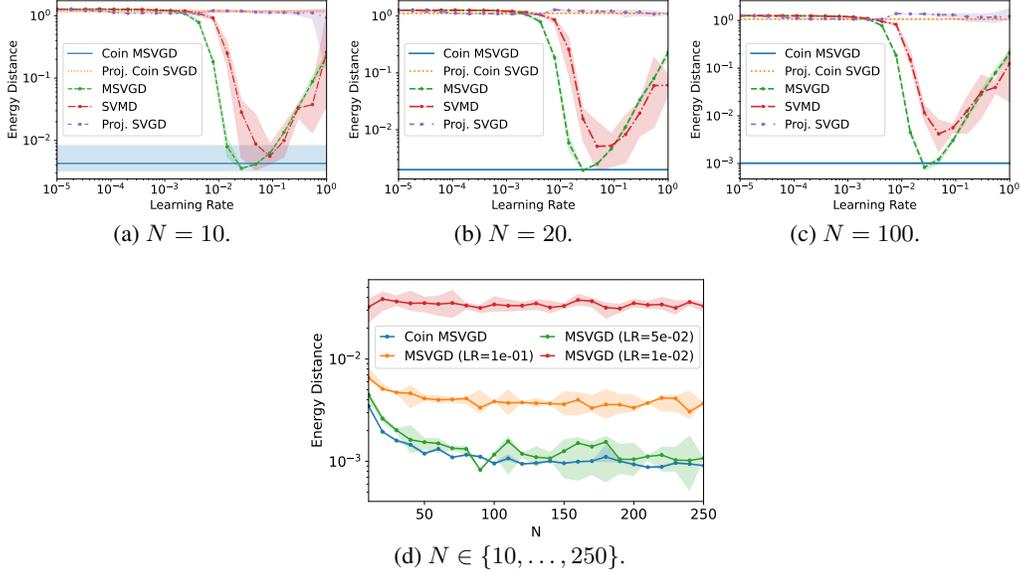 Energy Distance
10^0
10^{-1}
10^{-2}
Coin MSVGD
Proj. Coin SVGD
MSVGD
SVMD
Proj. SVGD
10^{-5} 10^{-4} 10^{-3} 10^{-2} 10^{-1} 10^0
Learning Rate
(a) N = 10.
Energy Distance
10^0
10^{-1}
10^{-2}
Coin MSVGD
Proj. Coin SVGD
MSVGD
SVMD
Proj. SVGD
10^{-5} 10^{-4} 10^{-3} 10^{-2} 10^{-1} 10^0
Learning Rate
(b) N = 20.
Energy Distance
10^0
10^{-1}
10^{-2}
10^{-3}
Coin MSVGD
Proj. Coin SVGD
MSVGD
SVMD
Proj. SVGD
10^{-5} 10^{-4} 10^{-3} 10^{-2} 10^{-1} 10^0
Learning Rate
(c) N = 100.
Energy Distance
10^{-2}
10^{-3}
Coin MSVGD
MSVGD (LR=1e-01)
MSVGD (LR=5e-02)
MSVGD (LR=1e-02)
50 100 150 200 250
N
(d) N ∈ {10, . . . , 250}.